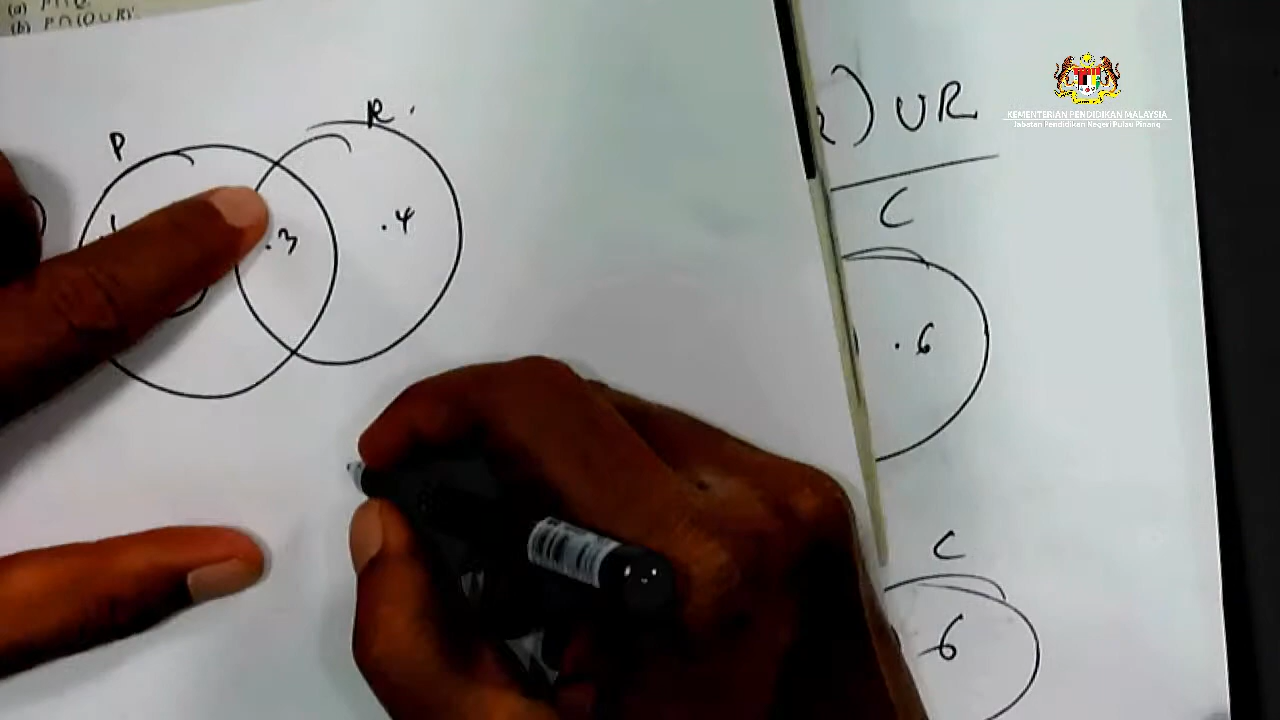 (a)
(b) P ∩ (Q ∪ R)'
P
R
. 3
. 4
) ∪ R
C
. 6
C
6
KEMENTERIAN PENDIDIKAN MALAYSIA
Jabatan Pendidikan Negeri Pulau Pinang